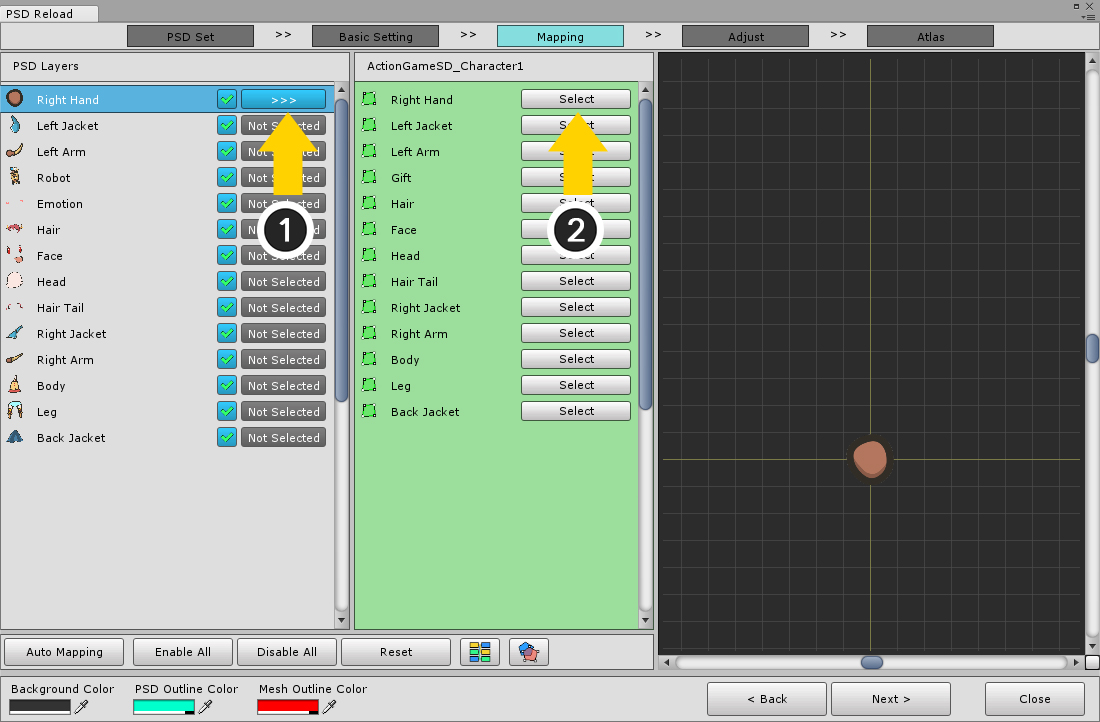 PSD Reload
PSD Set >> Basic Setting >> Mapping >> Adjust >> Atlas
PSD Layers
Right Hand >>>
Left Jacket Not Selected
Left Arm Not
Robot Not Selected
Emotion Not Selected
Hair
Face Not Selected
Head Not Selected
Hair Tail Not Selected
Right Jacket Not Selected
Right Arm Not Selected
Body Not Selected
Leg Not Selected
Back Jacket Not Selected
1
ActionGameSD_Character1
Right Hand Select
Left Jacket Select
Left Arm Select
Gift Select
Hair Select
Face
Head Select
Hair Tail Select
Right Jacket Select
Right Arm Select
Body Select
Leg Select
Back Jacket Select
2
Auto Mapping Enable All Disable All Reset
Background Color PSD Outline Color Mesh Outline Color
< Back Next > Close